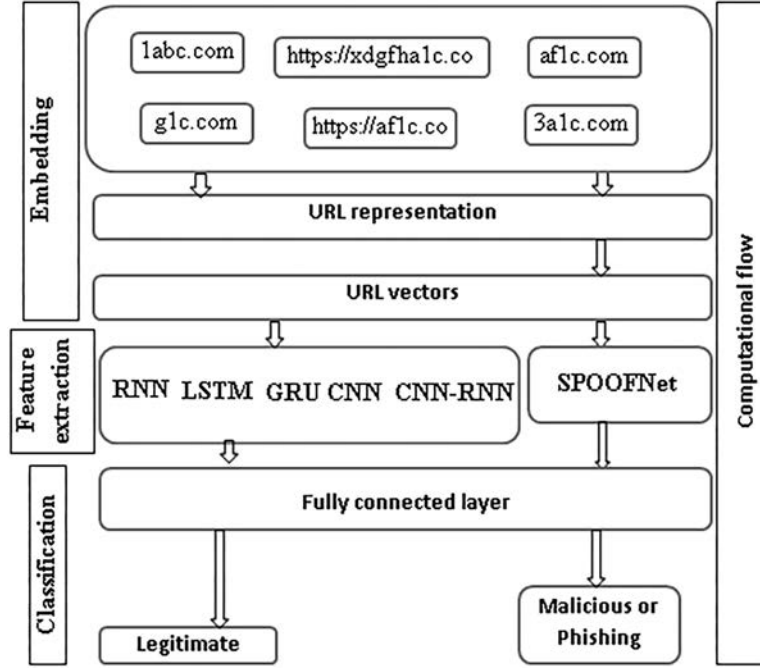 1abc.com
https://xdgfha1c.co
af1c.com
g1c.com
https://af1c.co
3a1c.com
Embedding
URL representation
URL vectors
Feature
extraction
RNN LSTM GRU CNN CNN-RNN
SPOOFNet
Classification
Fully connected layer
Legitimate
Malicious or
Phishing
Computational flow